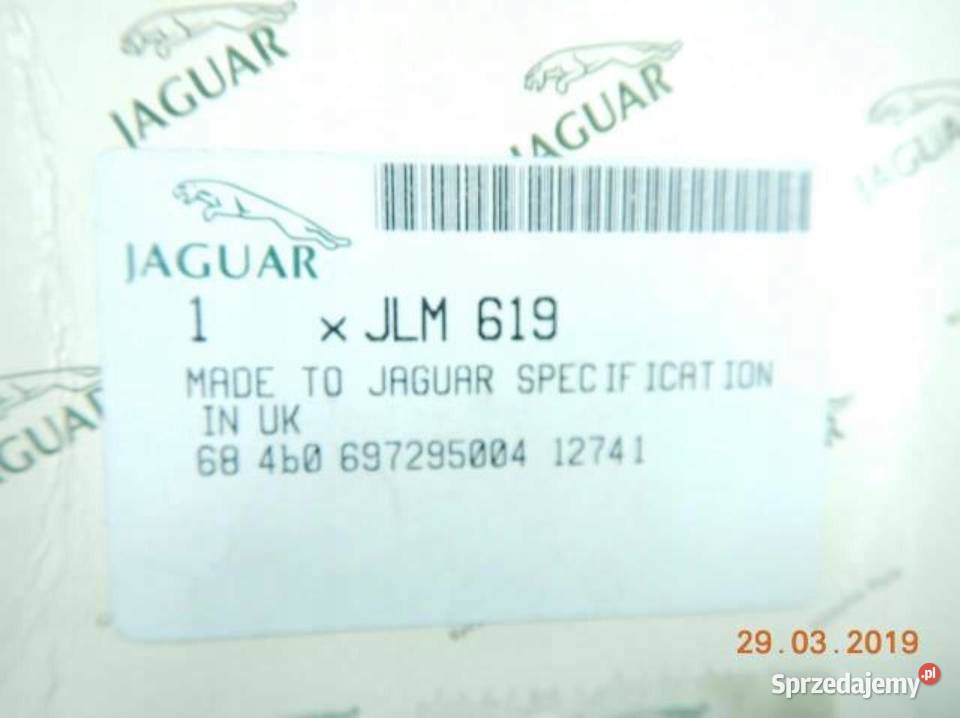 JAGUAR
JAGUAR
JAGUAR
JAGUAR
1 x JLM 619
MADE TO JAGUAR SPECIFICATION
IN UK
68 4b0 697295004 12741
GUAR
29.03.2019
Sprzedajemy.pl